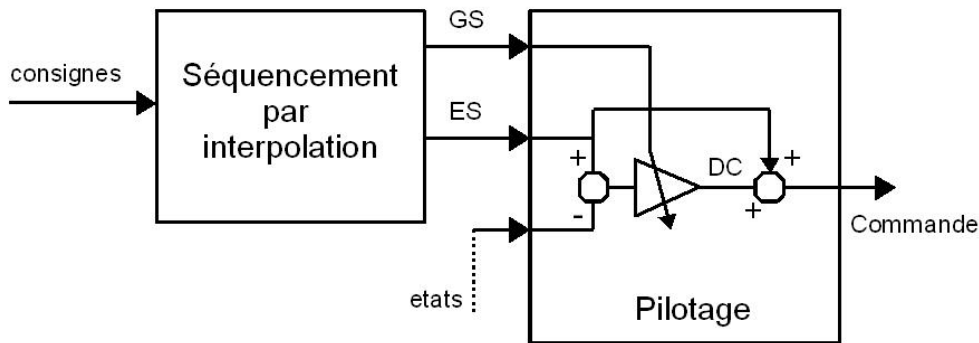 consignes
Séquencement
par
interpolation
GS
ES
etats
+
-
DC
+
+
Commande
Pilotage